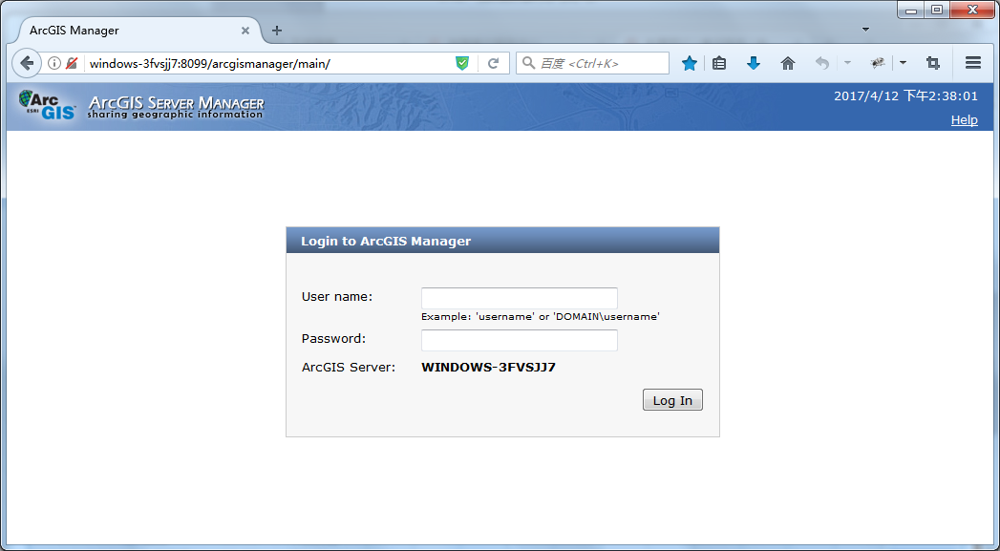 ArcGIS Manager
windows-3fvsjj7:8099/arcgismanager/main/
百度 <Ctrl+K>
Arc
ESRI GIS
ArcGIS Server Manager
sharing geographic information
2017/4/12 下午2:38:01
Help
Login to ArcGIS Manager
User name:
Example: 'username' or 'DOMAIN\username'
Password:
ArcGIS Server: WINDOWS-3FVSJJ7
Log In